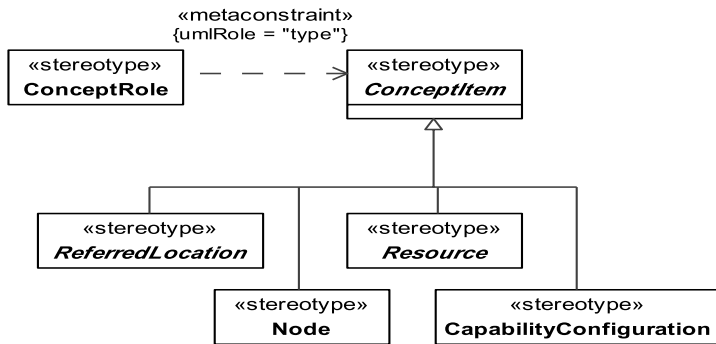 «metaconstraint»
{umlRole = "type"}
«stereotype»
ConceptRole
«stereotype»
ConceptItem
«stereotype»
ReferredLocation
«stereotype»
Resource
«stereotype»
Node
«stereotype»
CapabilityConfiguration